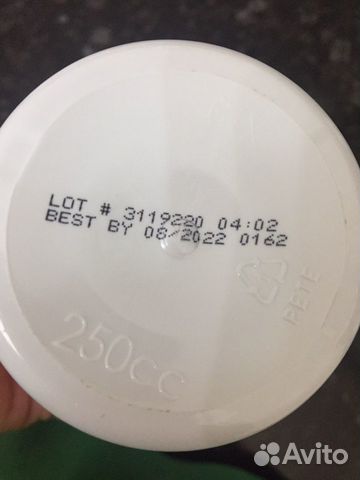 LOT # 3119220 04:02
BEST BY 08/2022 0162
PETE
250CC
Avito